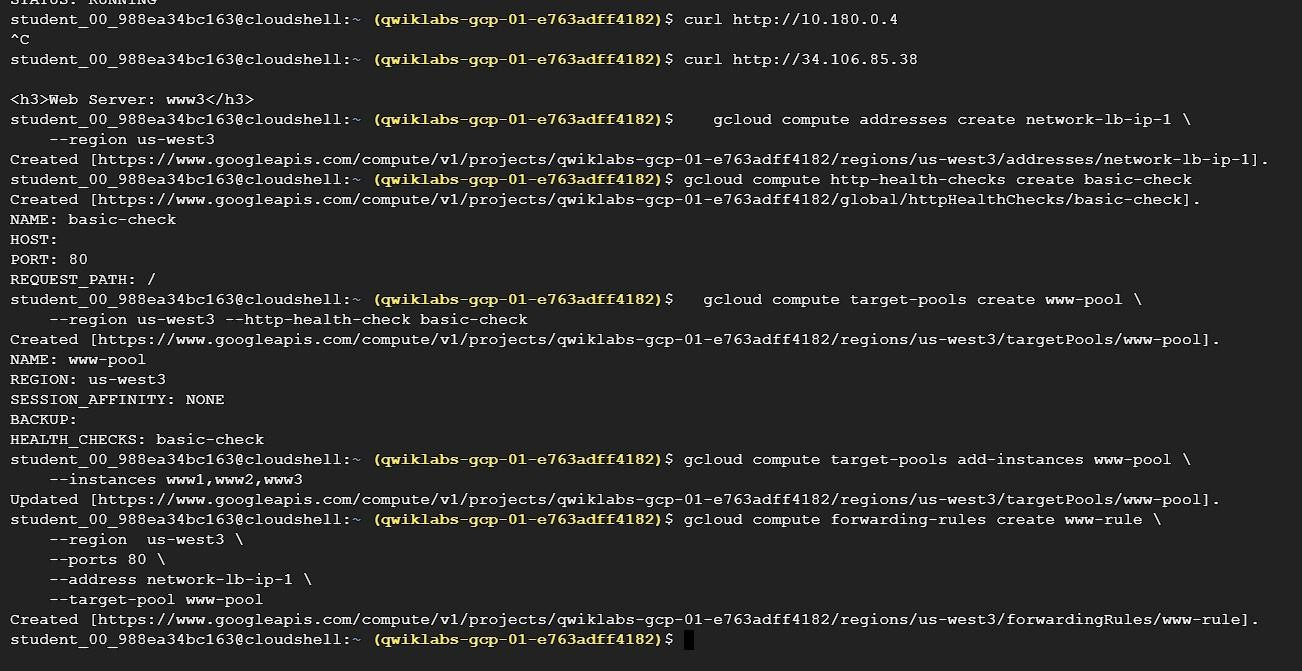 STATUS: RUNNING
student_00_988ea34bc163@cloudshell:~ (qwiklabs-gcp-01-e763adff4182)$ curl http://10.180.0.4
^C
student_00_988ea34bc163@cloudshell:~ (qwiklabs-gcp-01-e763adff4182)$ curl http://34.106.85.38
<h3>Web Server: www3</h3>
student_00_988ea34bc163@cloudshell:~ (qwiklabs-gcp-01-e763adff4182)$    gcloud compute addresses create network-lb-ip-1 \
    --region us-west3
Created [https://www.googleapis.com/compute/v1/projects/qwiklabs-gcp-01-e763adff4182/regions/us-west3/addresses/network-lb-ip-1].
student_00_988ea34bc163@cloudshell:~ (qwiklabs-gcp-01-e763adff4182)$ gcloud compute http-health-checks create basic-check
Created [https://www.googleapis.com/compute/v1/projects/qwiklabs-gcp-01-e763adff4182/global/httpHealthChecks/basic-check].
NAME: basic-check
HOST:
PORT: 80
REQUEST_PATH: /
student_00_988ea34bc163@cloudshell:~ (qwiklabs-gcp-01-e763adff4182)$   gcloud compute target-pools create www-pool \
    --region us-west3 --http-health-check basic-check
Created [https://www.googleapis.com/compute/v1/projects/qwiklabs-gcp-01-e763adff4182/regions/us-west3/targetPools/www-pool].
NAME: www-pool
REGION: us-west3
SESSION_AFFINITY: NONE
BACKUP:
HEALTH_CHECKS: basic-check
student_00_988ea34bc163@cloudshell:~ (qwiklabs-gcp-01-e763adff4182)$ gcloud compute target-pools add-instances www-pool \
    --instances www1,www2,www3
Updated [https://www.googleapis.com/compute/v1/projects/qwiklabs-gcp-01-e763adff4182/regions/us-west3/targetPools/www-pool].
student_00_988ea34bc163@cloudshell:~ (qwiklabs-gcp-01-e763adff4182)$ gcloud compute forwarding-rules create www-rule \
    --region  us-west3 \
    --ports 80 \
    --address network-lb-ip-1 \
    --target-pool www-pool
Created [https://www.googleapis.com/compute/v1/projects/qwiklabs-gcp-01-e763adff4182/regions/us-west3/forwardingRules/www-rule].
student_00_988ea34bc163@cloudshell:~ (qwiklabs-gcp-01-e763adff4182)$